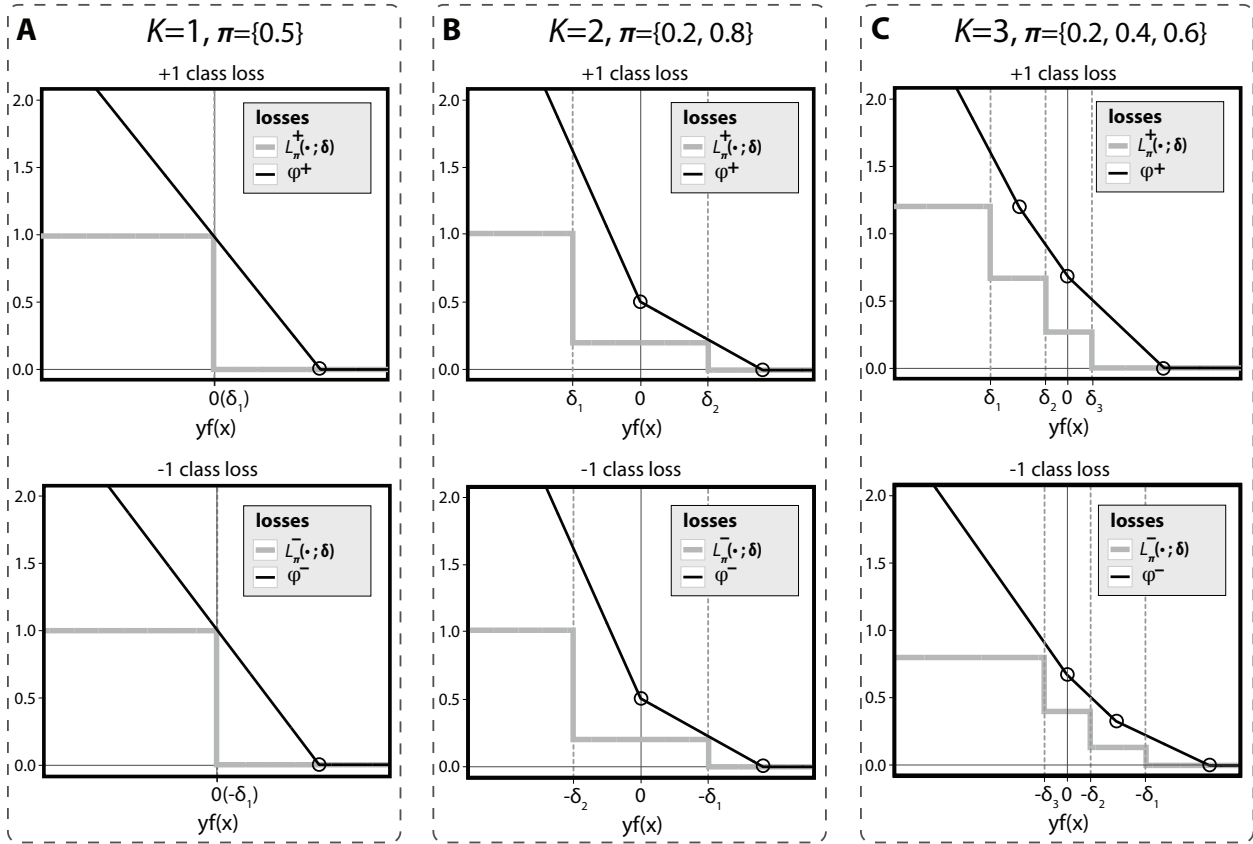 A
K=1, π={0.5}
+1 class loss
2.0
1.5
1.0
0.5
0.0
losses
L+π(•;δ)
φ+
0(δ1)
yf(x)
-1 class loss
2.0
1.5
1.0
0.5
0.0
losses
L−π(•;δ)
φ−
0(-δ1)
yf(x)
B
K=2, π={0.2, 0.8}
+1 class loss
2.0
1.5
1.0
0.5
0.0
losses
L+π(•;δ)
φ+
δ1 0 δ2
yf(x)
-1 class loss
2.0
1.5
1.0
0.5
0.0
losses
L−π(•;δ)
φ−
-δ2 0 -δ1
yf(x)
C
K=3, π={0.2, 0.4, 0.6}
+1 class loss
2.0
1.5
1.0
0.5
0.0
losses
L+π(•;δ)
φ+
δ1 δ2 0 δ3
yf(x)
-1 class loss
2.0
1.5
1.0
0.5
0.0
losses
L−π(•;δ)
φ−
-δ3 0 -δ2 -δ1
yf(x)